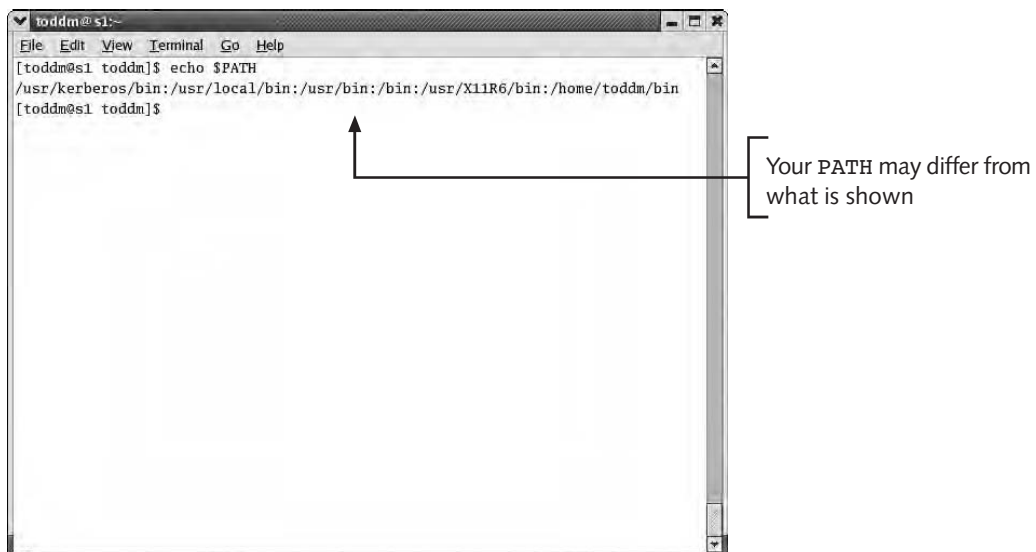 toddm@s1:~
File Edit View Terminal Go Help
[toddm@s1 toddm]$ echo $PATH
/usr/kerberos/bin:/usr/local/bin:/usr/bin:/bin:/usr/X11R6/bin:/home/toddm/bin
[toddm@s1 toddm]$
Your PATH may differ from
what is shown